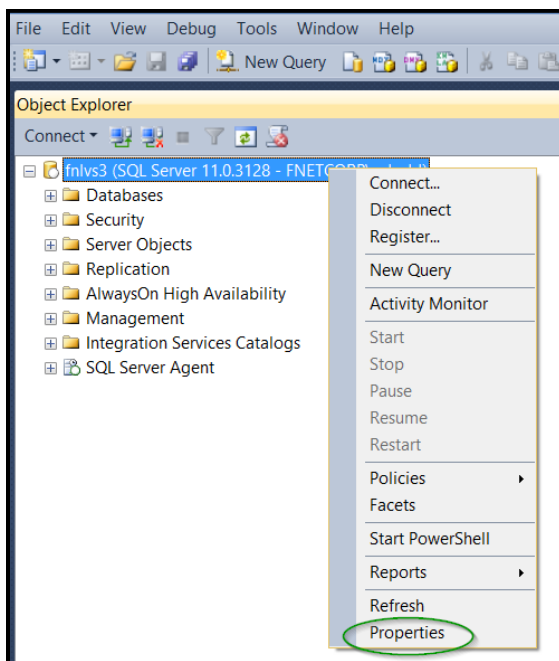 File Edit View Debug Tools Window Help
New Query
Object Explorer
Connect
fnlvs3 (SQL Server 11.0.3128 -
Databases
Security
Server Objects
Replication
AlwaysOn High Availability
Management
Integration Services Catalogs
SQL Server Agent
Connect...
Disconnect
Register...
New Query
Activity Monitor
Start
Stop
Pause
Resume
Restart
Policies
Facets
Start PowerShell
Reports
Refresh
Properties